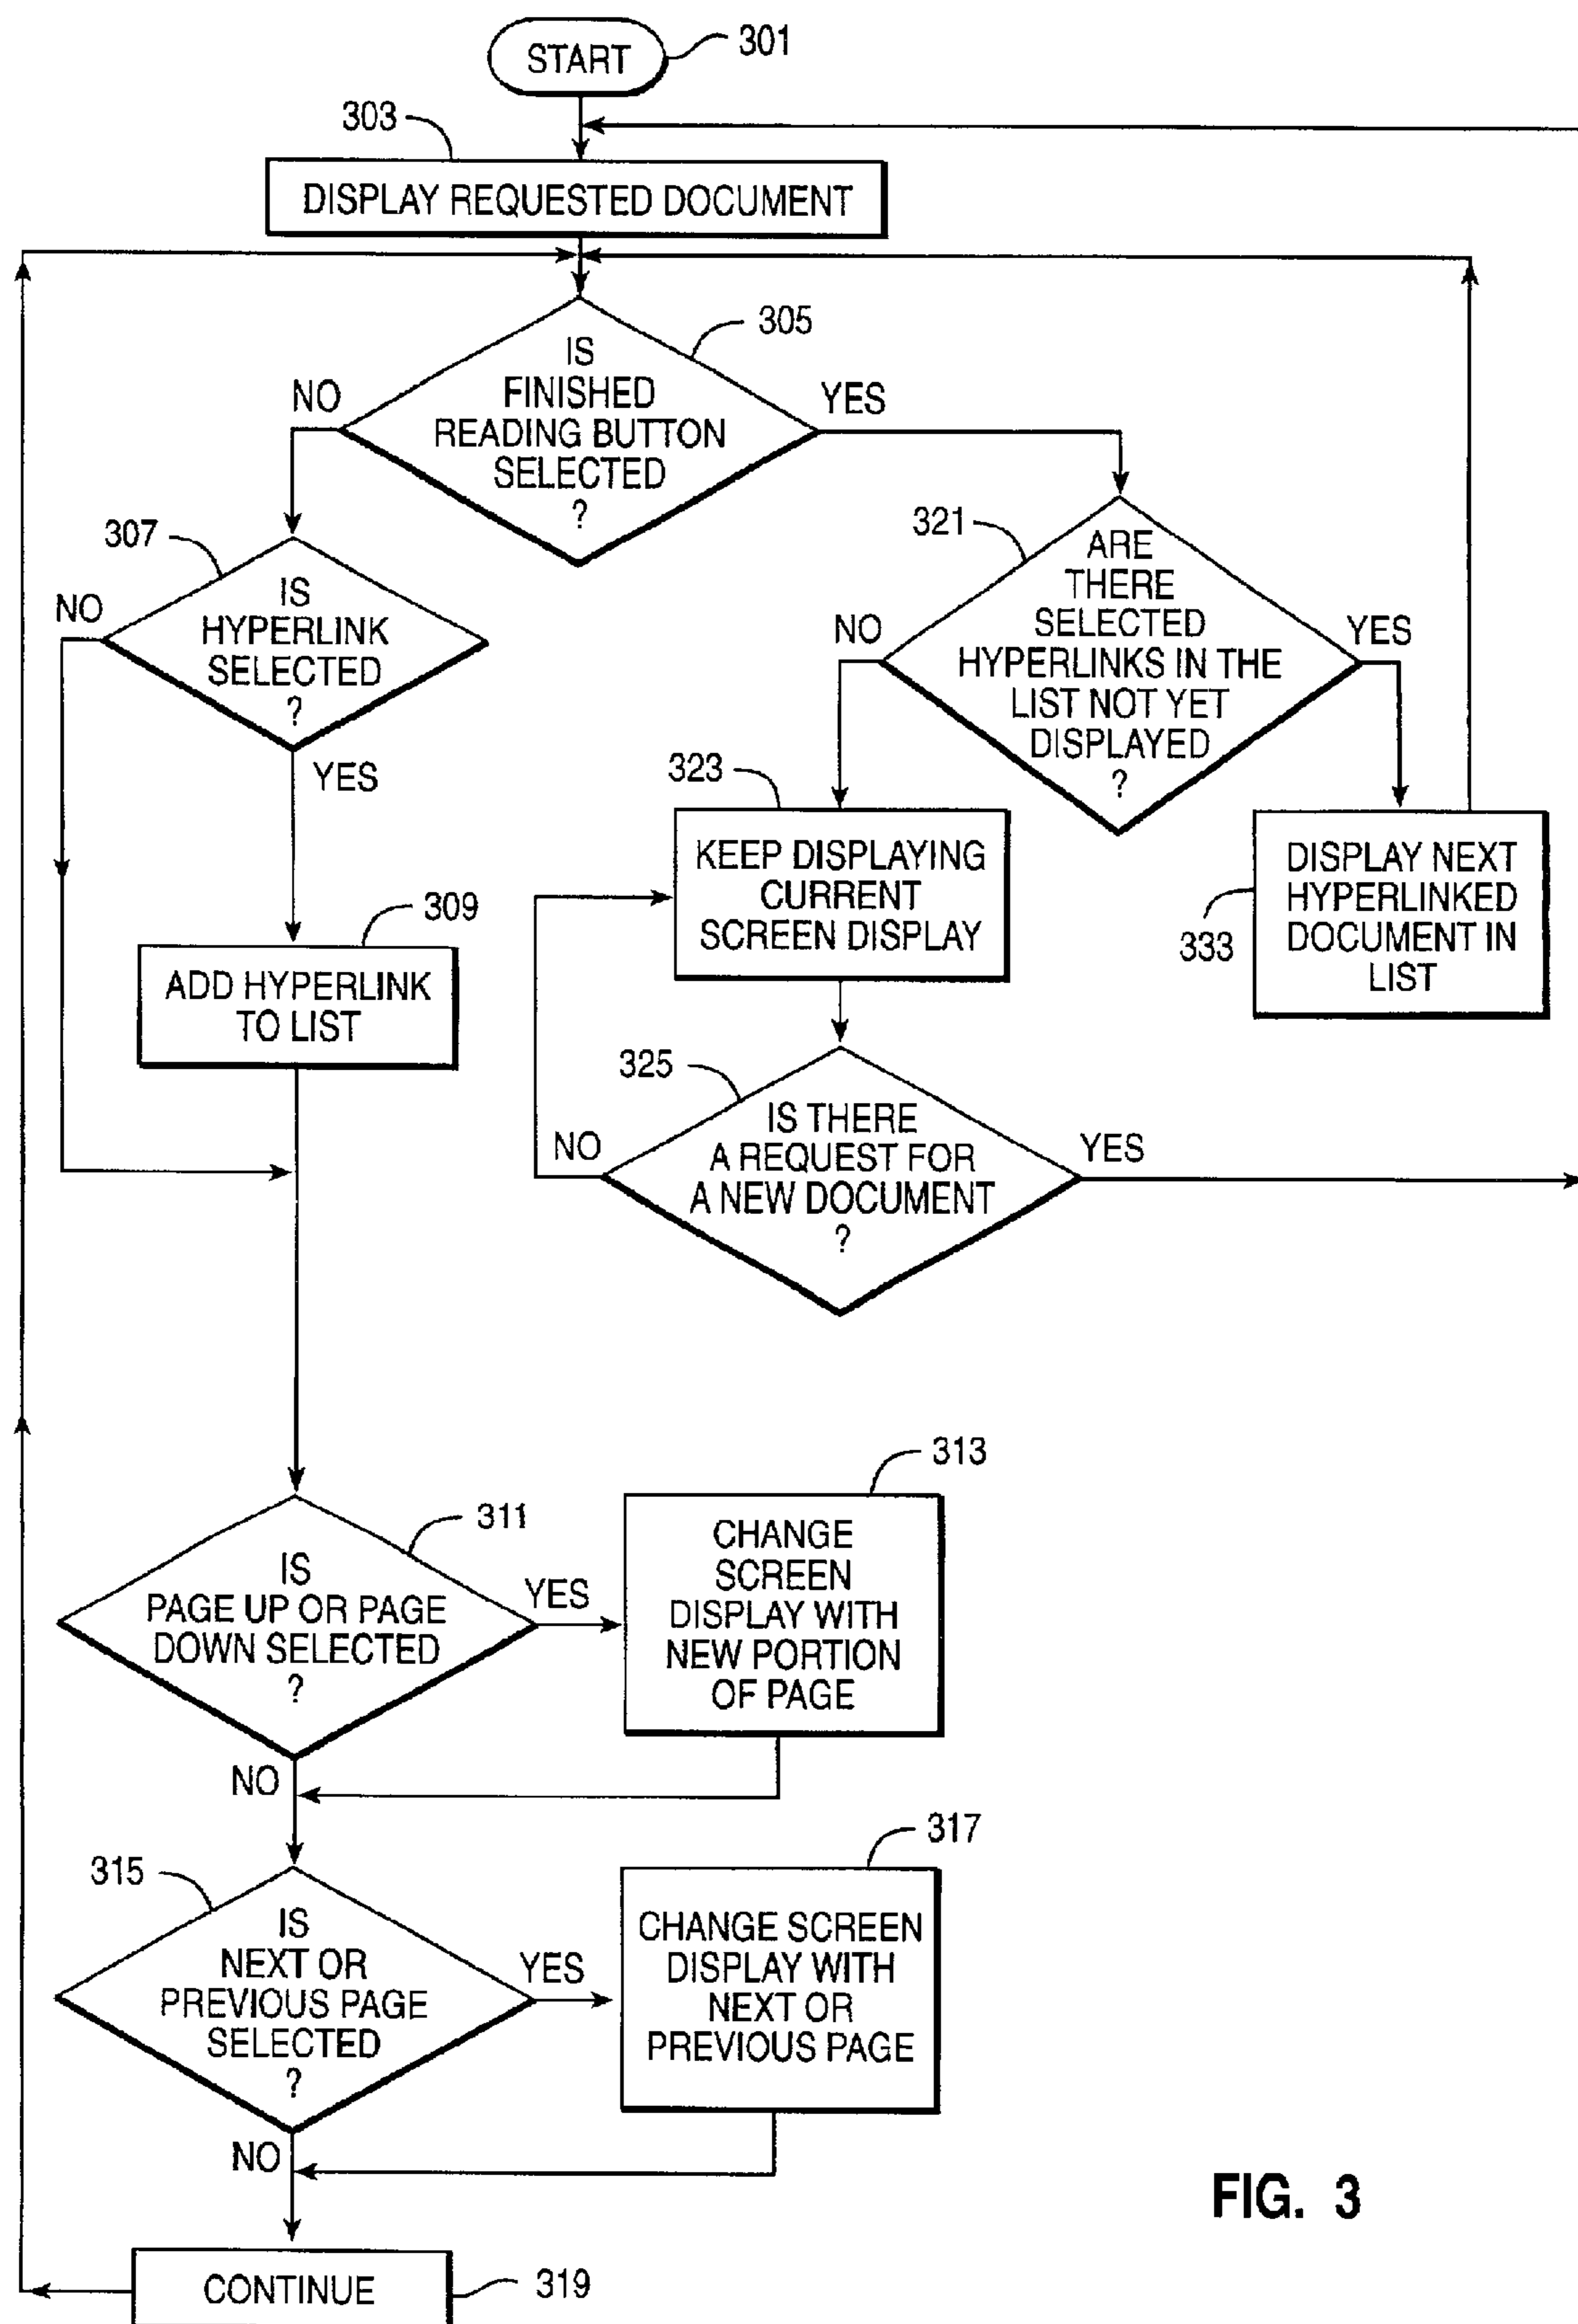 START
301
303
DISPLAY REQUESTED DOCUMENT
305
IS
FINISHED
READING BUTTON
SELECTED
?
NO
YES
307
IS
HYPERLINK
SELECTED
?
NO
YES
321
ARE
THERE
SELECTED
HYPERLINKS IN THE
LIST NOT YET
DISPLAYED
?
NO
YES
309
ADD HYPERLINK
TO LIST
323
KEEP DISPLAYING
CURRENT
SCREEN DISPLAY
333
DISPLAY NEXT
HYPERLINKED
DOCUMENT IN
LIST
325
IS THERE
A REQUEST FOR
A NEW DOCUMENT
?
NO
YES
311
IS
PAGE UP OR PAGE
DOWN SELECTED
?
YES
NO
313
CHANGE
SCREEN
DISPLAY WITH
NEW PORTION
OF PAGE
315
IS
NEXT OR
PREVIOUS PAGE
SELECTED
?
YES
NO
317
CHANGE SCREEN
DISPLAY WITH
NEXT OR
PREVIOUS PAGE
CONTINUE
319
FIG. 3